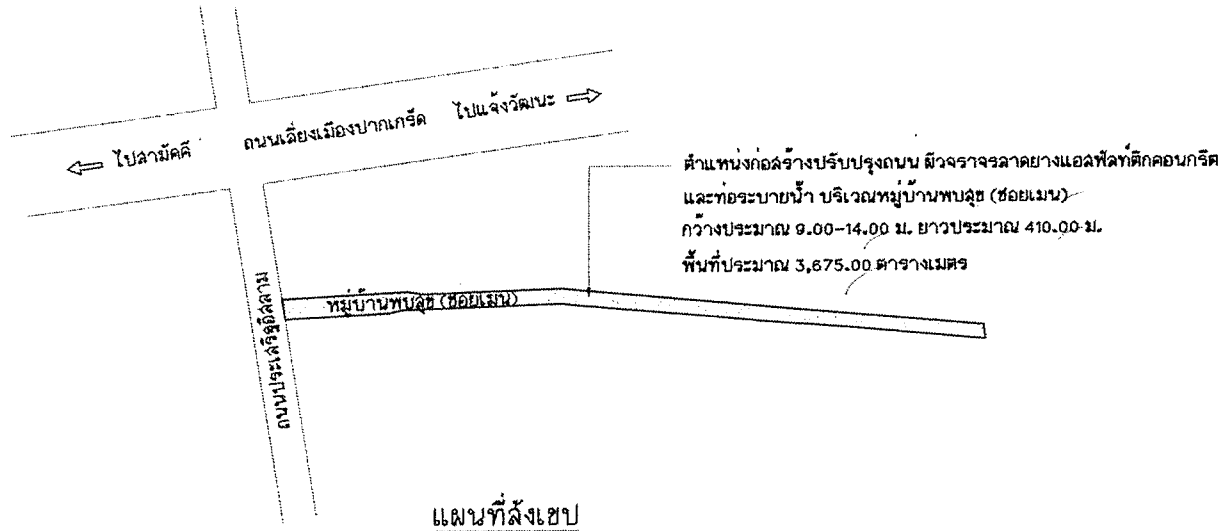 ไปสามัคคี ถนนเลี่ยงเมืองปากเกร็ด ไปแจ้งวัฒนะ
ตำแหน่งก่อสร้างปรับปรุงถนน ผิวจราจรลาดยางแอสฟัลท์ติกคอนกรีต
และท่อระบายน้ำ บริเวณหมู่บ้านพบสุข (ซอยเมน)
กว้างประมาณ 9.00-14.00 ม. ยาวประมาณ 410.00 ม.
พื้นที่ประมาณ 3,675.00 ตารางเมตร
หมู่บ้านพบสุข (ซอยเมน)
ถนนประเสริฐอิสลาม
แผนที่สังเขป